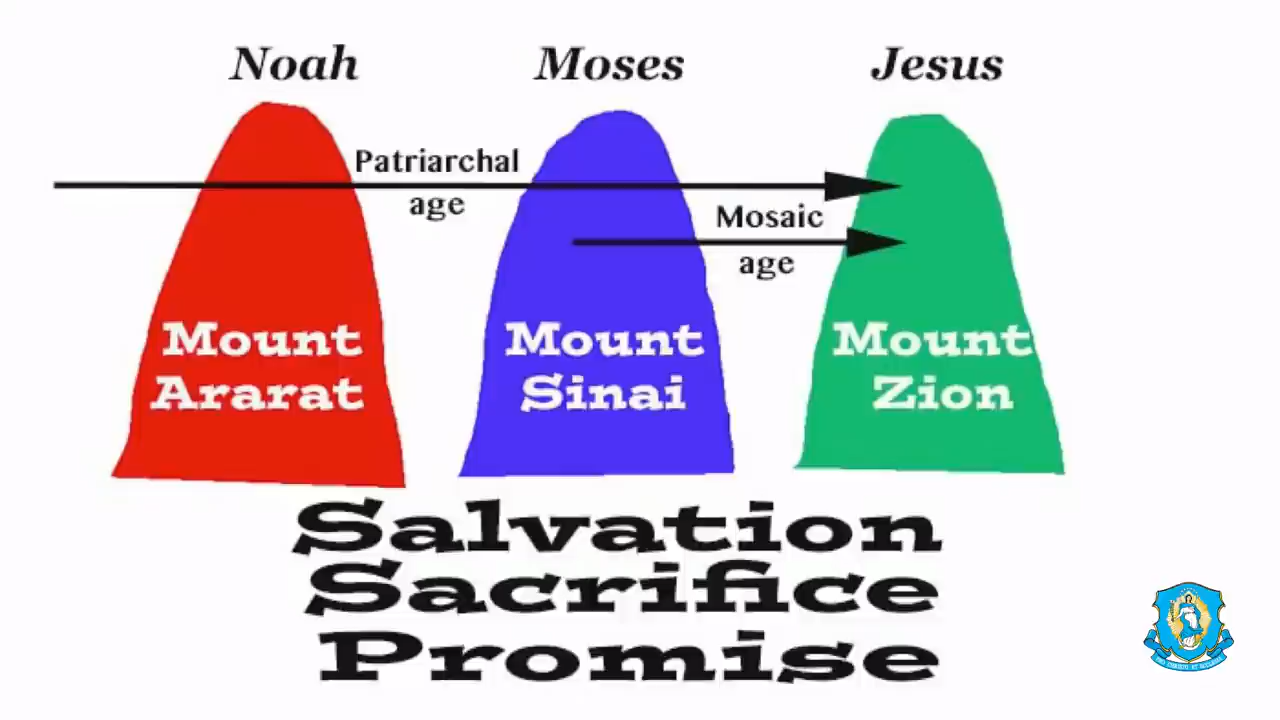 Noah
Moses
Jesus
Patriarchal
age
Mosaic
age
Mount
Ararat
Mount
Sinai
Mount
Zion
Salvation
Sacrifice
Promise